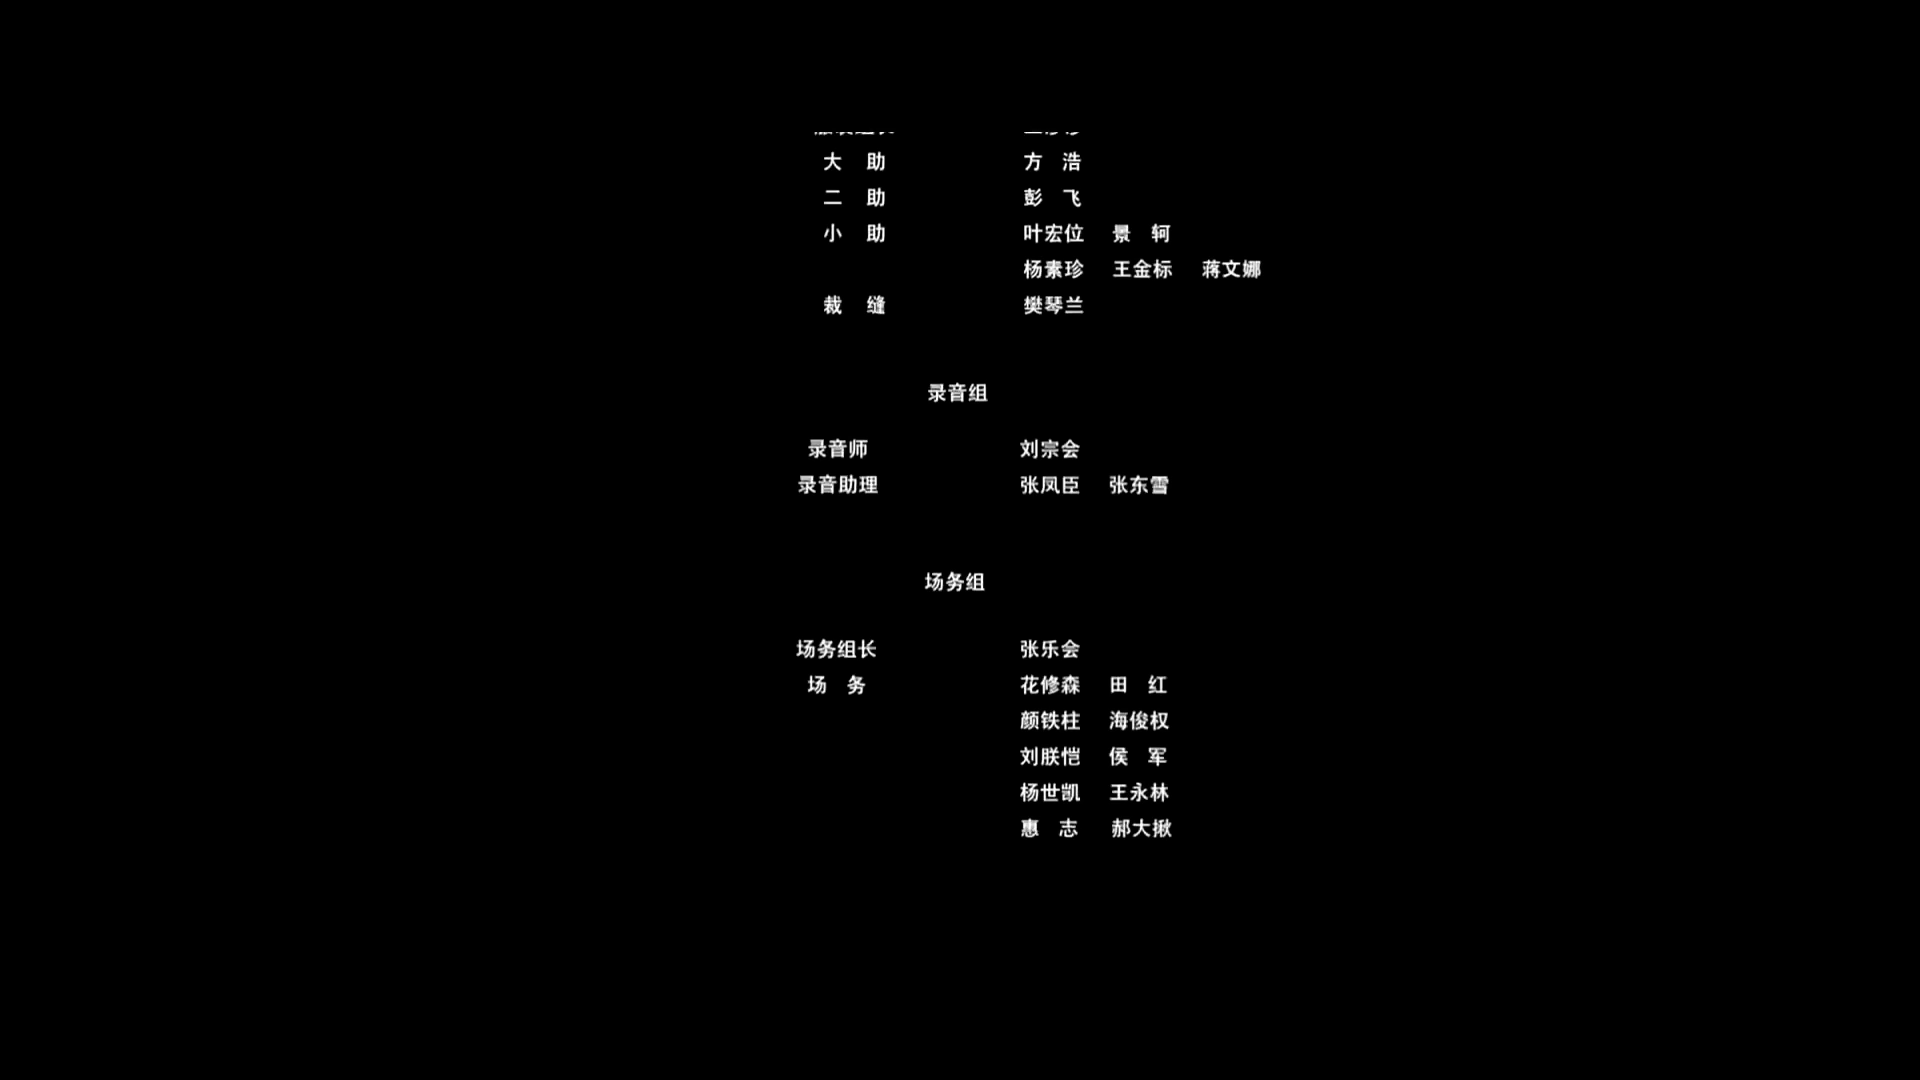 大 助 方 浩
二 助 彭 飞
小 助 叶宏位 景 轲
杨素珍 王金标 蒋文娜
裁 缝 樊琴兰
录音组
录音师 刘宗会
录音助理 张凤臣 张东雪
场务组
场务组长 张乐会
场 务 花修森 田 红
颜铁柱 海俊权
刘朕恺 侯 军
杨世凯 王永林
惠 志 郝大揪